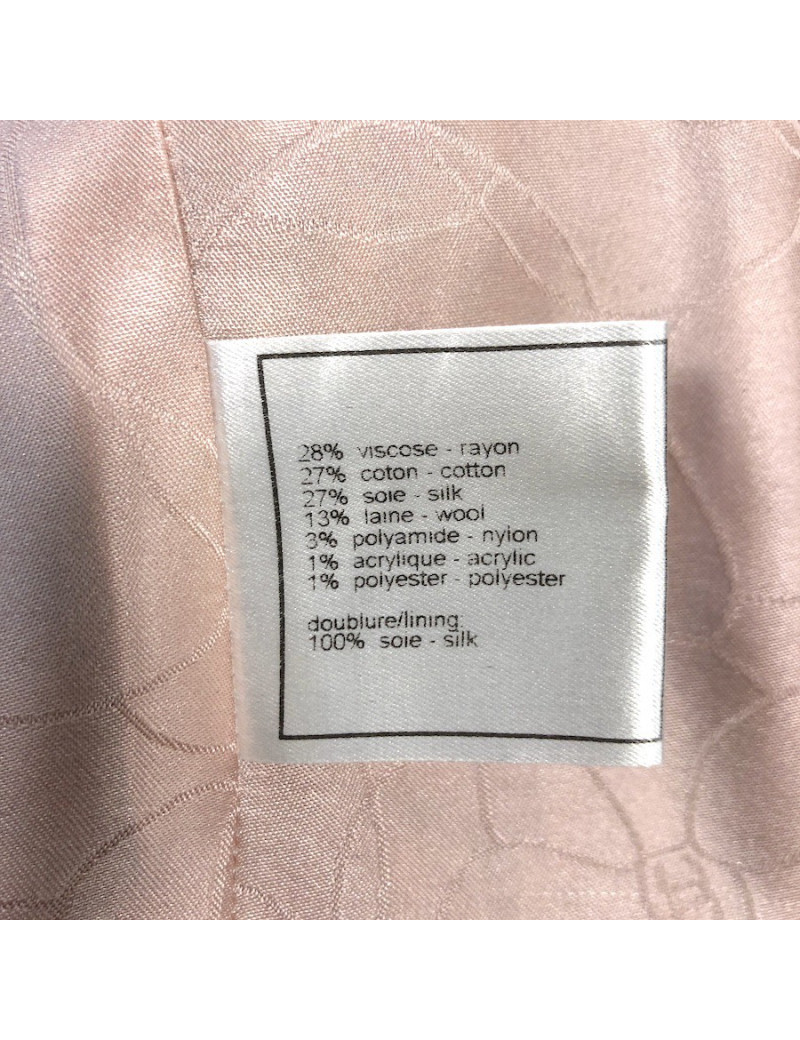 28% viscose - rayon
27% coton - cotton
27% soie - silk
13% laine - wool
3% polyamide - nylon
1% acrylique - acrylic
1% polyester - polyester
doublure/lining:
100% soie - silk